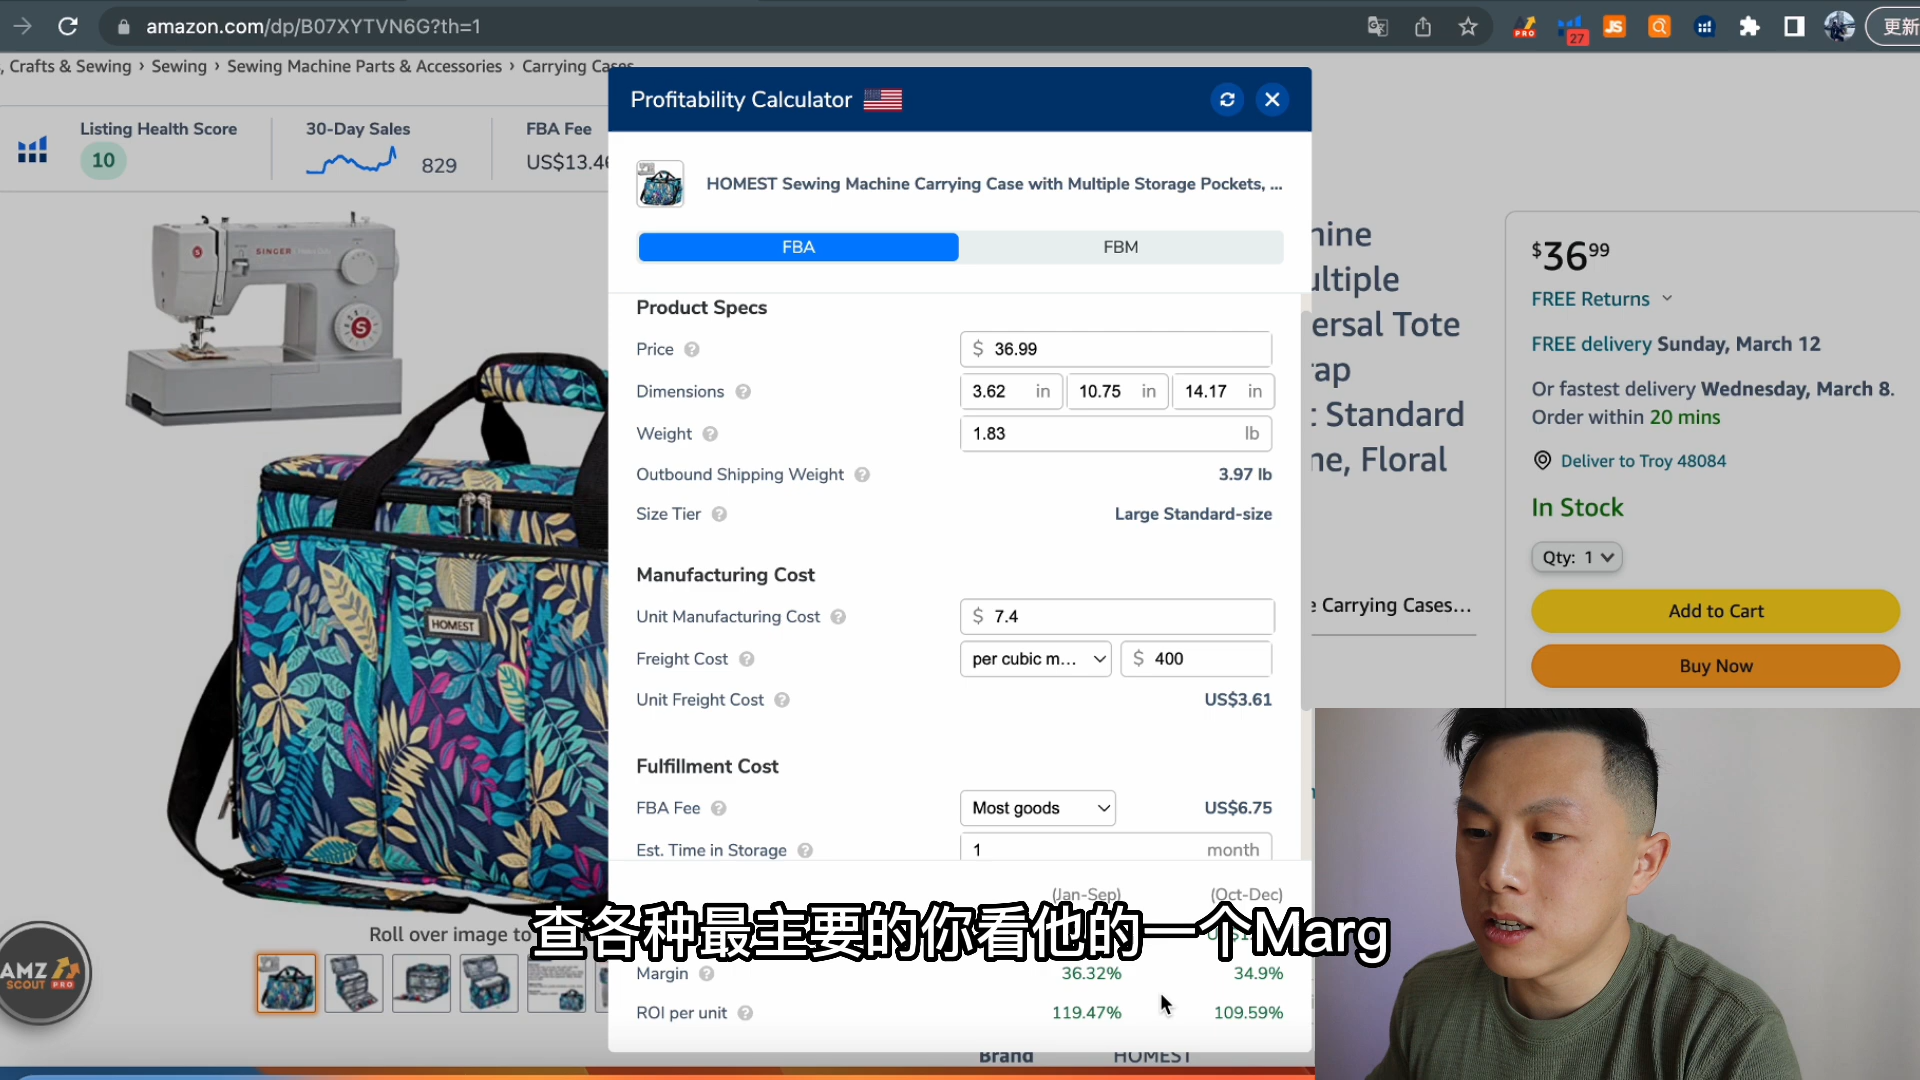 amazon.com/dp/B07XYTVN6G?th=1
27
PRO
JS
更新
, Crafts & Sewing › Sewing › Sewing Machine Parts & Accessories › Carrying Cases
Listing Health Score
10
30-Day Sales
829
FBA Fee
US$13.46
Profitability Calculator
HOMEST Sewing Machine Carrying Case with Multiple Storage Pockets, ...
FBA
FBM
Product Specs
Price
$ 36.99
Dimensions
3.62 in 10.75 in 14.17 in
Weight
1.83 lb
Outbound Shipping Weight
3.97 lb
Size Tier
Large Standard-size
Manufacturing Cost
Unit Manufacturing Cost
$ 7.4
Freight Cost
per cubic m... $ 400
Unit Freight Cost
US$3.61
Fulfillment Cost
FBA Fee
Most goods US$6.75
Est. Time in Storage
1 month
(Jan-Sep) (Oct-Dec)
查各种最主要的你看他的一个Marg
Margin
36.32% 34.9%
ROI per unit
119.47% 109.59%
Brand HOMEST
SINGER
S
HOMEST
Roll over image to
AMZ
SCOUT PRO
hine
ultiple
ersal Tote
rap
t Standard
ne, Floral
e Carrying Cases...
$36 99
FREE Returns
FREE delivery Sunday, March 12
Or fastest delivery Wednesday, March 8.
Order within 20 mins
Deliver to Troy 48084
In Stock
Qty: 1
Add to Cart
Buy Now